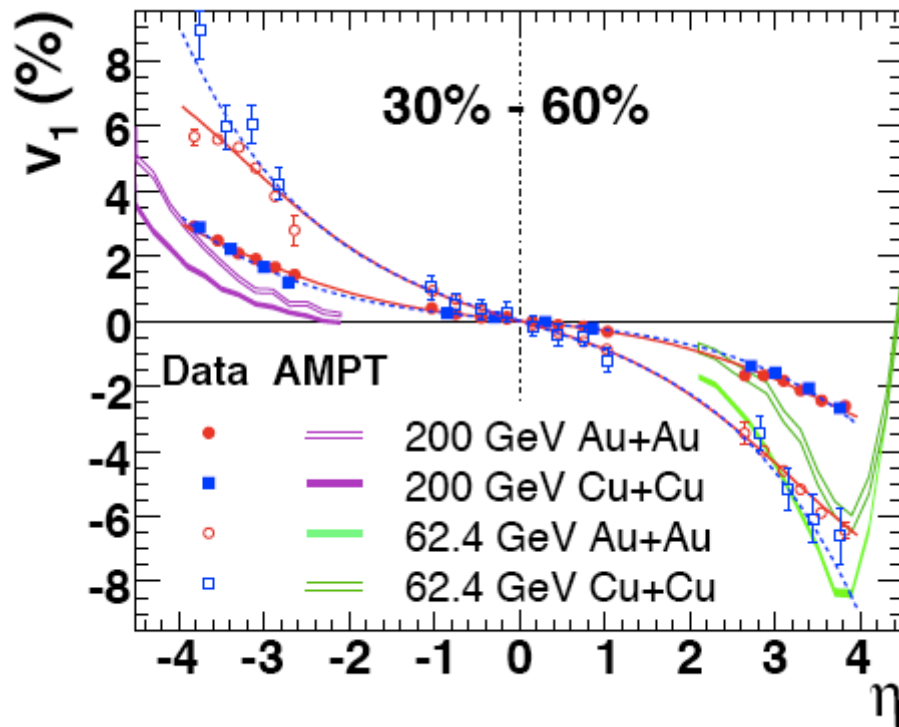 v1 (%)
30% - 60%
8
6
4
2
0
-2
-4
-6
-8
Data AMPT
200 GeV Au+Au
200 GeV Cu+Cu
62.4 GeV Au+Au
62.4 GeV Cu+Cu
-4 -3 -2 -1 0 1 2 3 4
η